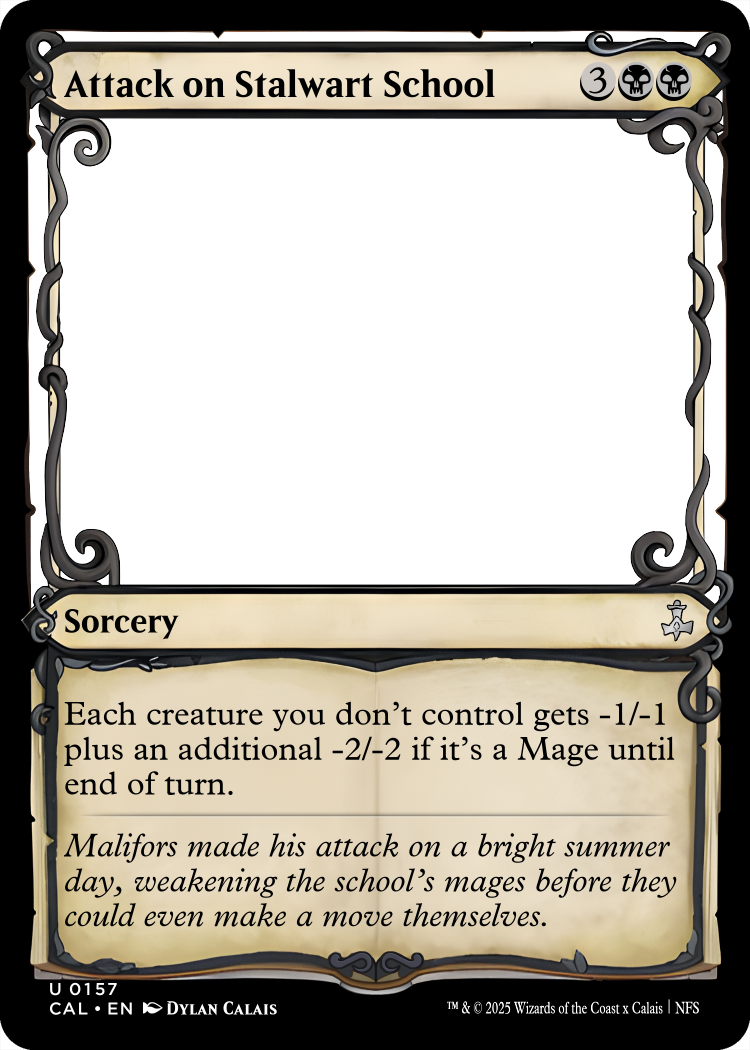 Attack on Stalwart School 3
Sorcery
Each creature you don't control gets -1/-1
plus an additional -2/-2 if it's a Mage until
end of turn.
Malifors made his attack on a bright summer
day, weakening the school's mages before they
could even make a move themselves.
U 0157
CAL • EN Dylan Calais
™ & © 2025 Wizards of the Coast x Calais | NFS